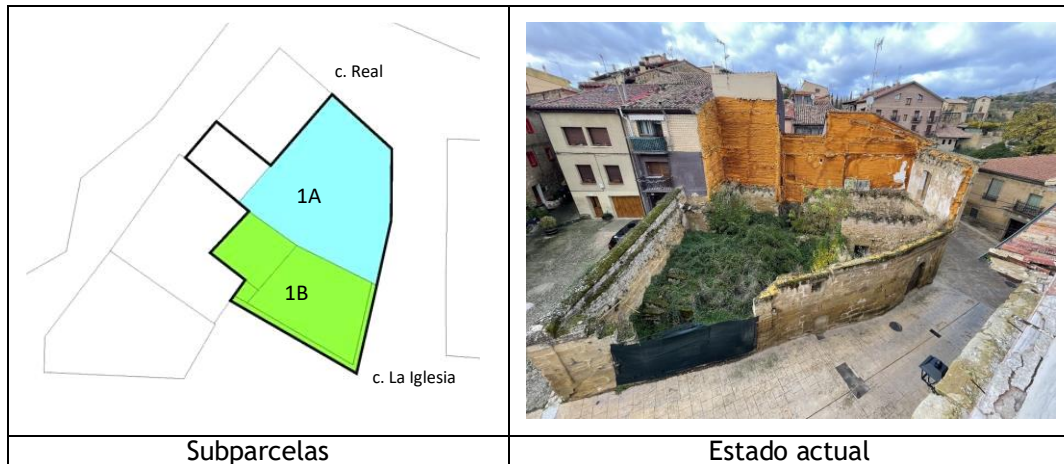 c. Real
1A
1B
c. La Iglesia
Subparcelas
Estado actual